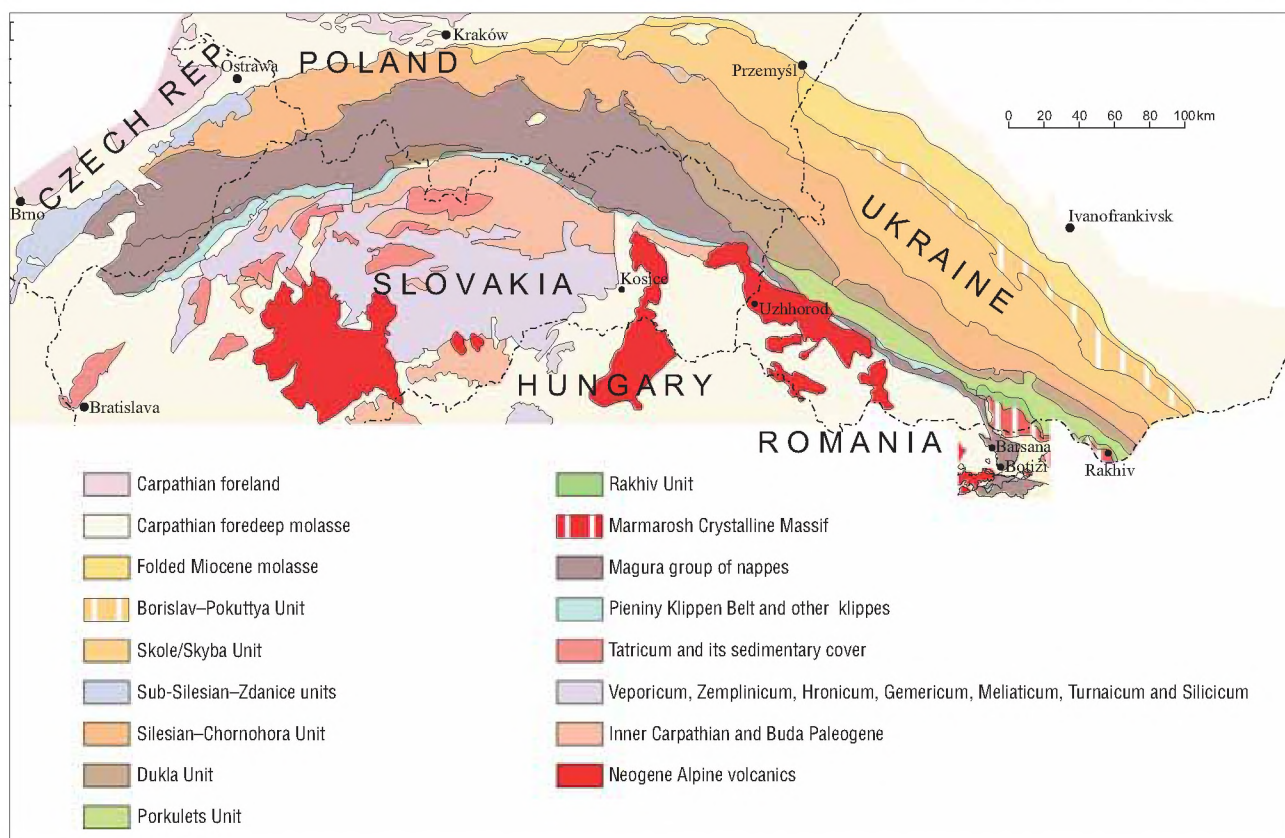 Kraków
POLAND
Ostrawa
Przemyśl
CZECH REP
0 20 40 60 80 100 km
Brno
Ivanofrankivsk
UKRAINE
SLOVAKIA
Kosice
Uzhhorod
HUNGARY
Bratislava
ROMANIA
Barsana
Botiži
Rakhiv
Carpathian foreland
Carpathian foredeep molasse
Folded Miocene molasse
Borislav–Pokuttya Unit
Skole/Skyba Unit
Sub-Silesian–Zdanice units
Silesian–Chornohora Unit
Dukla Unit
Porkulets Unit
Rakhiv Unit
Marmarosh Crystalline Massif
Magura group of nappes
Pieniny Klippen Belt and other klippes
Tatricum and its sedimentary cover
Veporicum, Zemplinicum, Hronicum, Gemericum, Meliaticum, Turnaicum and Silicicum
Inner Carpathian and Buda Paleogene
Neogene Alpine volcanics